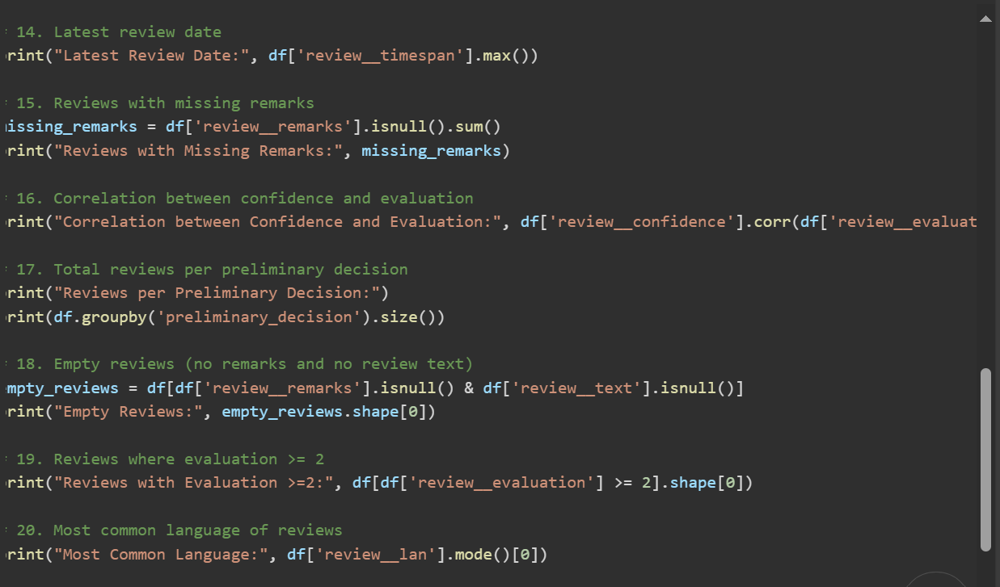 14. Latest review date
rint("Latest Review Date:", df['review__timespan'].max())
15. Reviews with missing remarks
issing_remarks = df['review__remarks'].isnull().sum()
rint("Reviews with Missing Remarks:", missing_remarks)
16. Correlation between confidence and evaluation
rint("Correlation between Confidence and Evaluation:", df['review__confidence'].corr(df['review__evaluat
17. Total reviews per preliminary decision
rint("Reviews per Preliminary Decision:")
rint(df.groupby('preliminary_decision').size())
18. Empty reviews (no remarks and no review text)
mpty_reviews = df[df['review__remarks'].isnull() & df['review__text'].isnull()]
rint("Empty Reviews:", empty_reviews.shape[0])
19. Reviews where evaluation >= 2
rint("Reviews with Evaluation >=2:", df[df['review__evaluation'] >= 2].shape[0])
20. Most common language of reviews
rint("Most Common Language:", df['review__lan'].mode()[0])